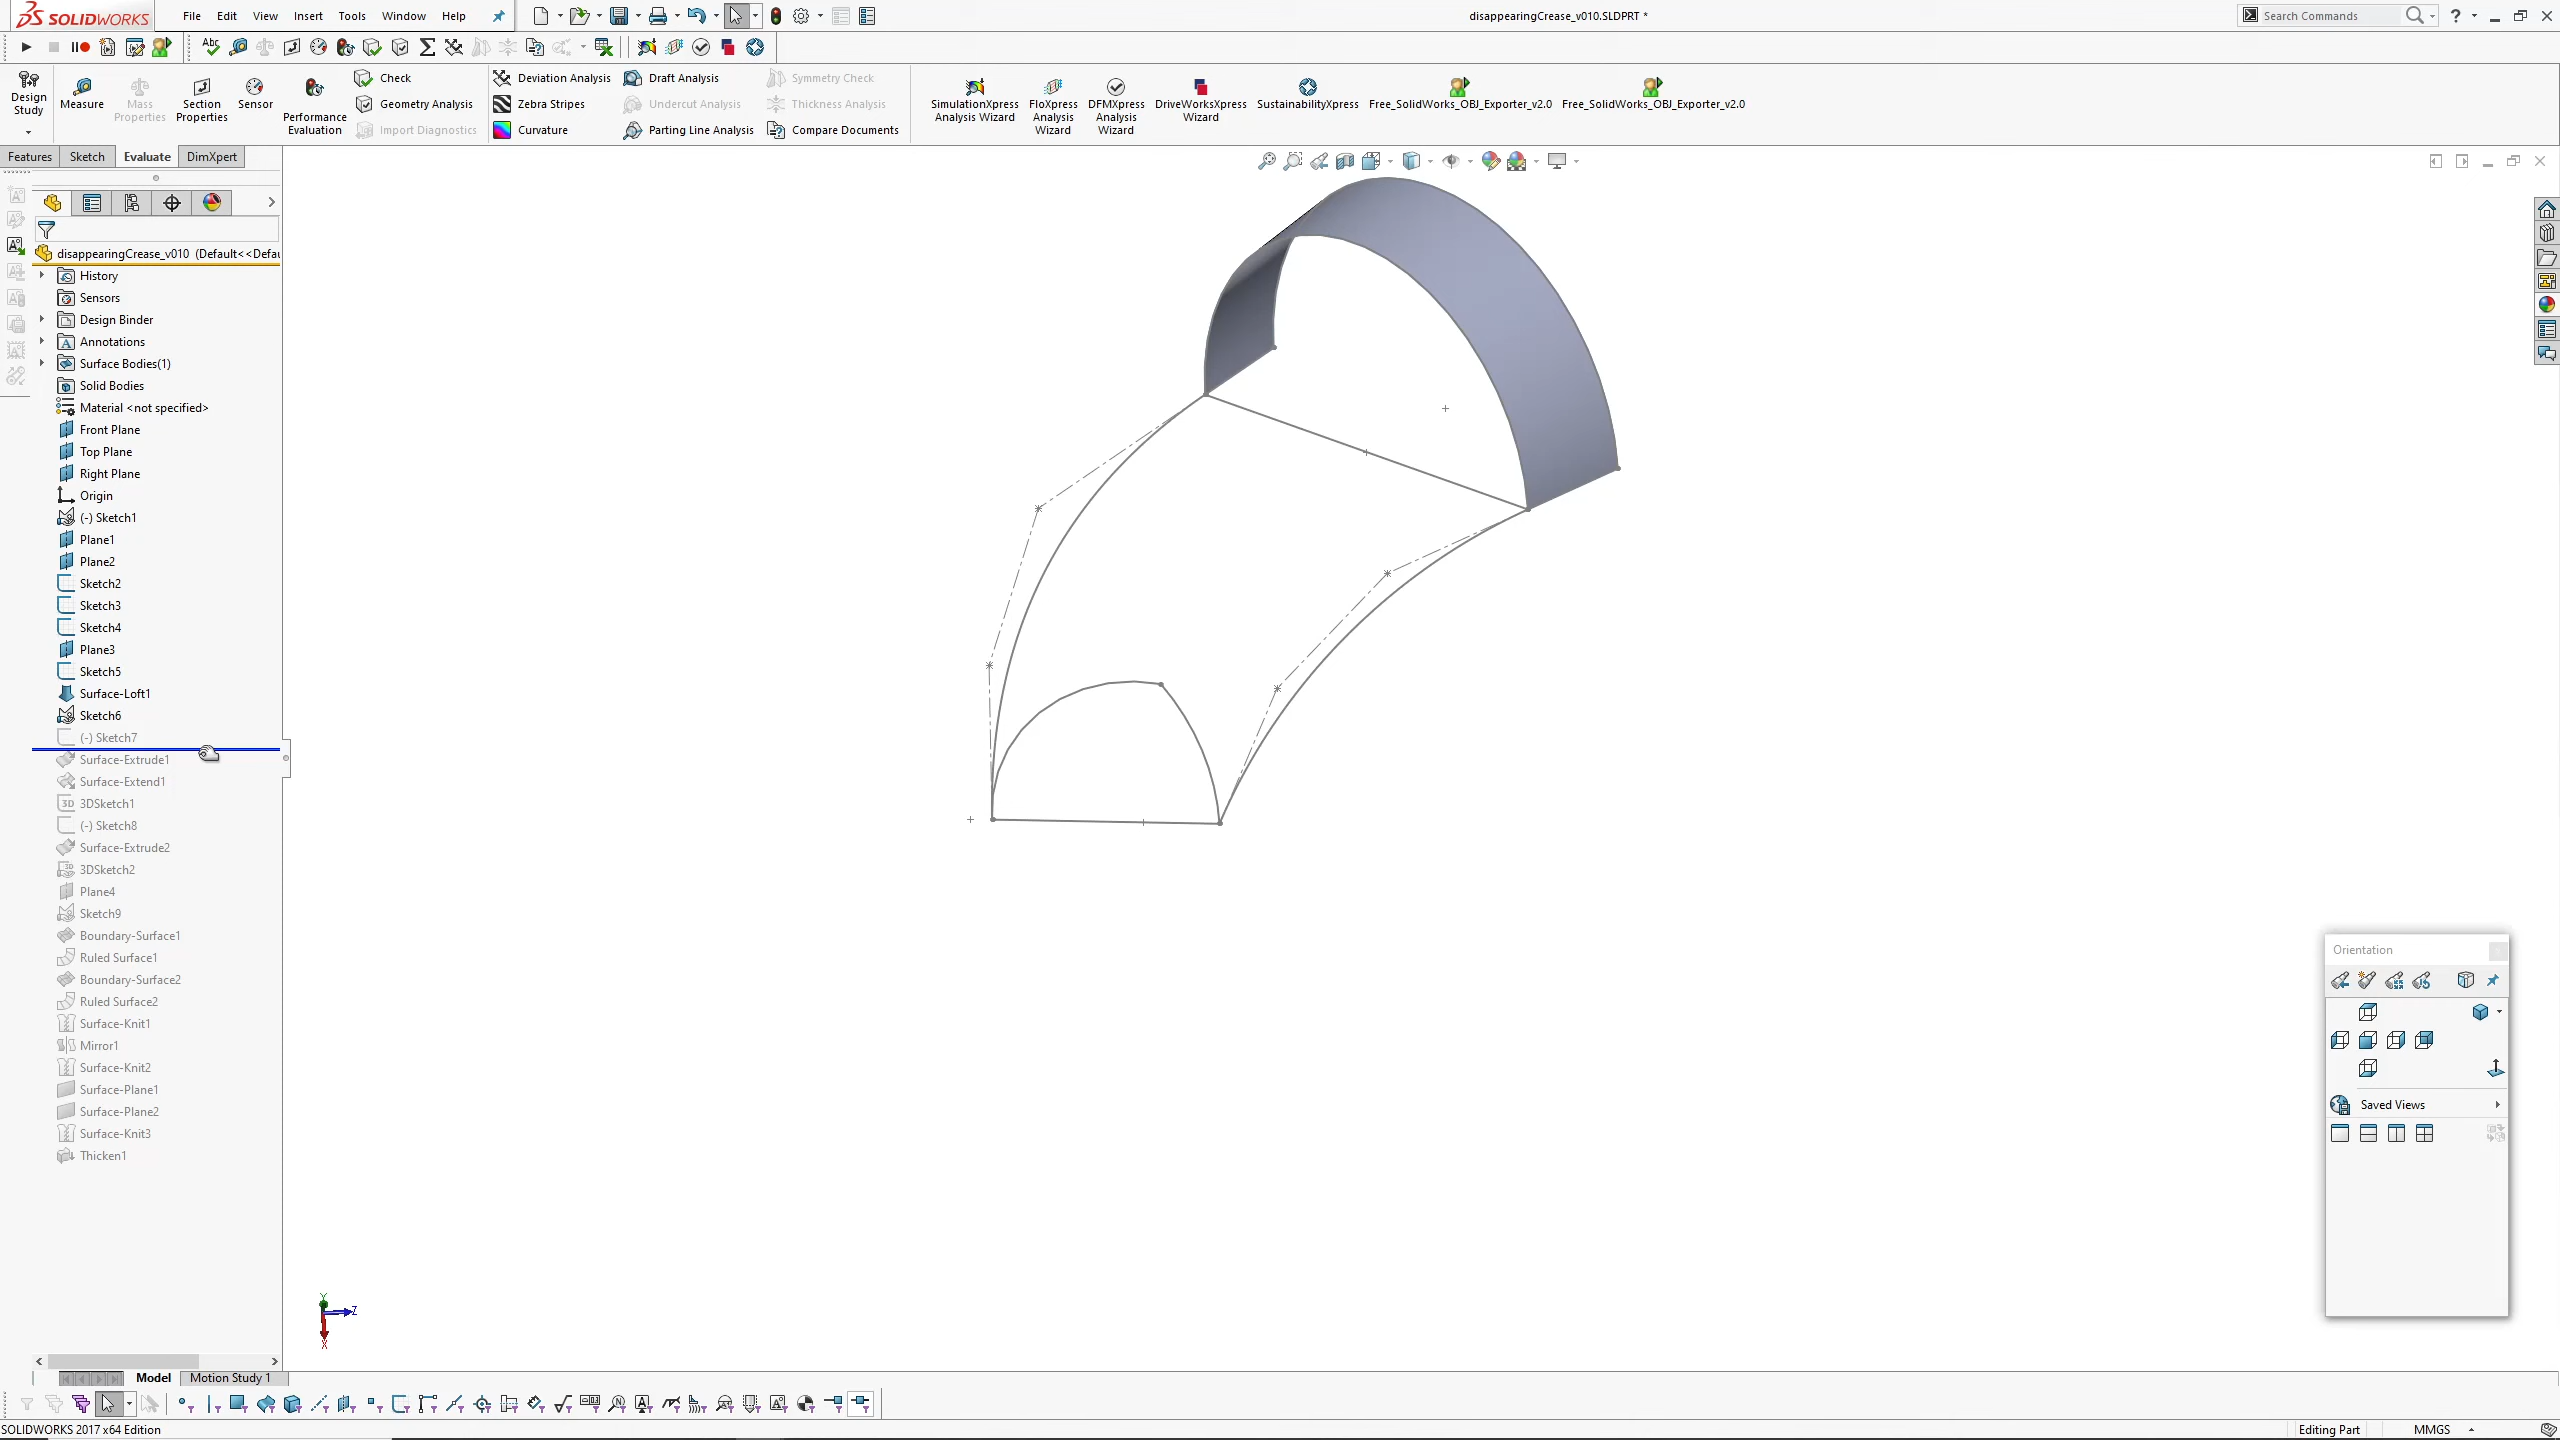 SOLIDWORKS
File Edit View Insert Tools Window Help
disappearingCrease_v010.SLDPRT *
Search Commands
Design Study
Measure
Mass Properties
Section Properties
Sensor
Performance Evaluation
Check
Geometry Analysis
Import Diagnostics
Deviation Analysis
Zebra Stripes
Curvature
Draft Analysis
Undercut Analysis
Parting Line Analysis
Symmetry Check
Thickness Analysis
Compare Documents
SimulationXpress Analysis Wizard
FloXpress Analysis Wizard
DFMXpress Analysis Wizard
DriveWorksXpress Wizard
SustainabilityXpress
Free_SolidWorks_OBJ_Exporter_v2.0
Free_SolidWorks_OBJ_Exporter_v2.0
Features Sketch Evaluate DimXpert
disappearingCrease_v010 (Default<<Defau
History
Sensors
Design Binder
Annotations
Surface Bodies(1)
Solid Bodies
Material <not specified>
Front Plane
Top Plane
Right Plane
Origin
(-) Sketch1
Plane1
Plane2
Sketch2
Sketch3
Sketch4
Plane3
Sketch5
Surface-Loft1
Sketch6
(-) Sketch7
Surface-Extrude1
Surface-Extend1
3DSketch1
(-) Sketch8
Surface-Extrude2
3DSketch2
Plane4
Sketch9
Boundary-Surface1
Ruled Surface1
Boundary-Surface2
Ruled Surface2
Surface-Knit1
Mirror1
Surface-Knit2
Surface-Plane1
Surface-Plane2
Surface-Knit3
Thicken1
Orientation
Saved Views
Y
Z
X
Model Motion Study 1
SOLIDWORKS 2017 x64 Edition
Editing Part MMGS